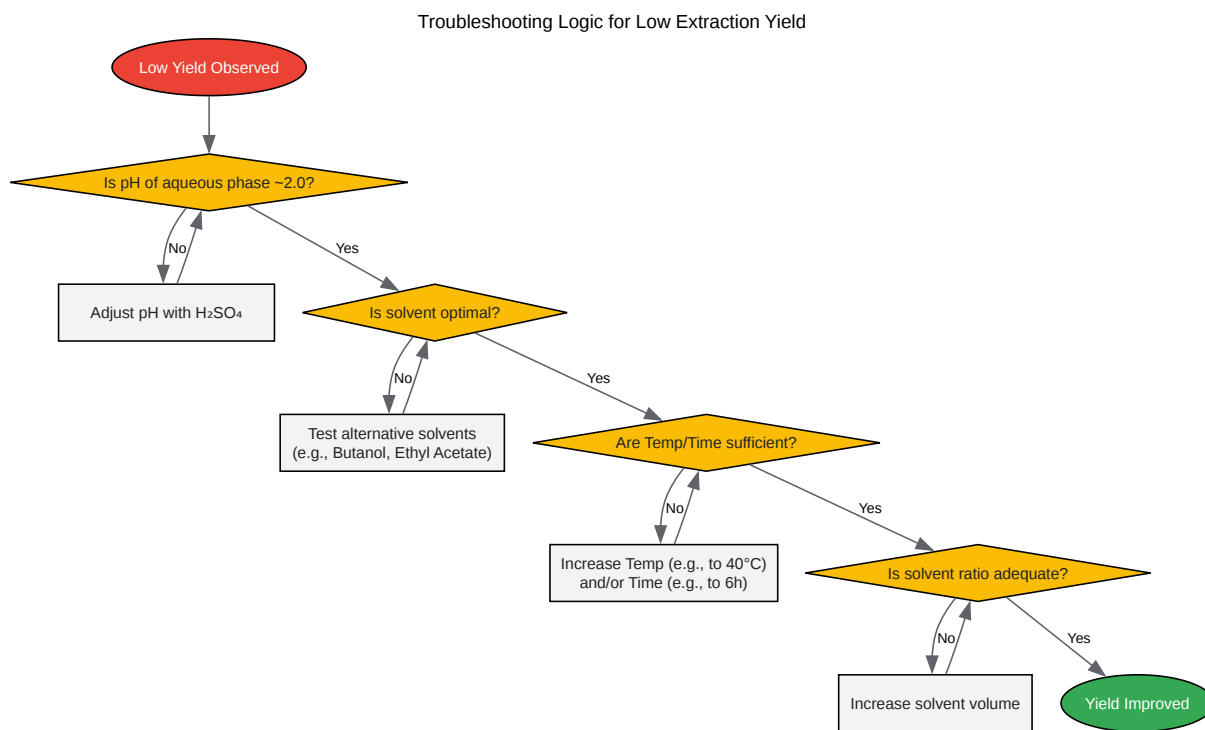 Troubleshooting Logic for Low Extraction Yield
Low Yield Observed
Is pH of aqueous phase ~2.0?
No
Yes
Adjust pH with H₂SO₄
Is solvent optimal?
No
Yes
Test alternative solvents
(e.g., Butanol, Ethyl Acetate)
Are Temp/Time sufficient?
No
Yes
Increase Temp (e.g., to 40°C)
and/or Time (e.g., to 6h)
Is solvent ratio adequate?
No
Yes
Increase solvent volume
Yield Improved